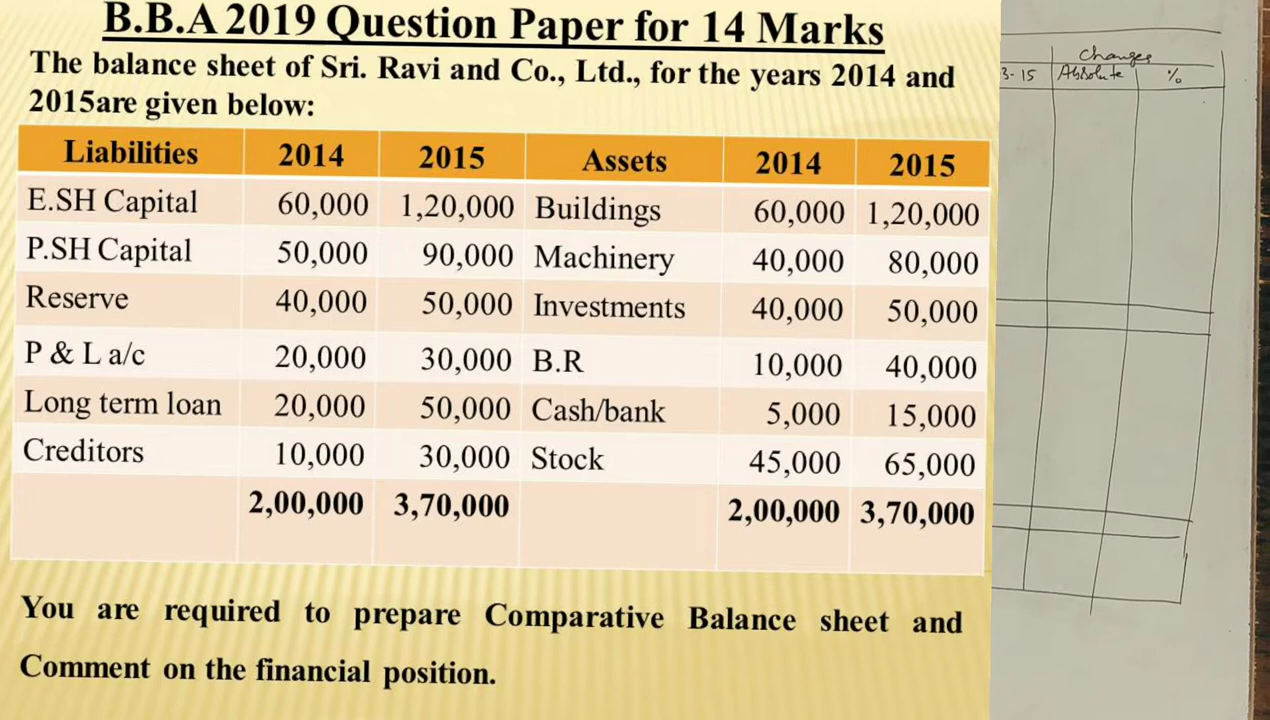 B.B.A 2019 Question Paper for 14 Marks
The balance sheet of Sri. Ravi and Co., Ltd., for the years 2014 and
2015are given below:
Liabilities 2014 2015 Assets 2014 2015
E.SH Capital 60,000 1,20,000 Buildings 60,000 1,20,000
P.SH Capital 50,000 90,000 Machinery 40,000 80,000
Reserve 40,000 50,000 Investments 40,000 50,000
P & L a/c 20,000 30,000 B.R 10,000 40,000
Long term loan 20,000 50,000 Cash/bank 5,000 15,000
Creditors 10,000 30,000 Stock 45,000 65,000
2,00,000 3,70,000 2,00,000 3,70,000
You are required to prepare Comparative Balance sheet and
Comment on the financial position.
Changes
3-15 Absolute %